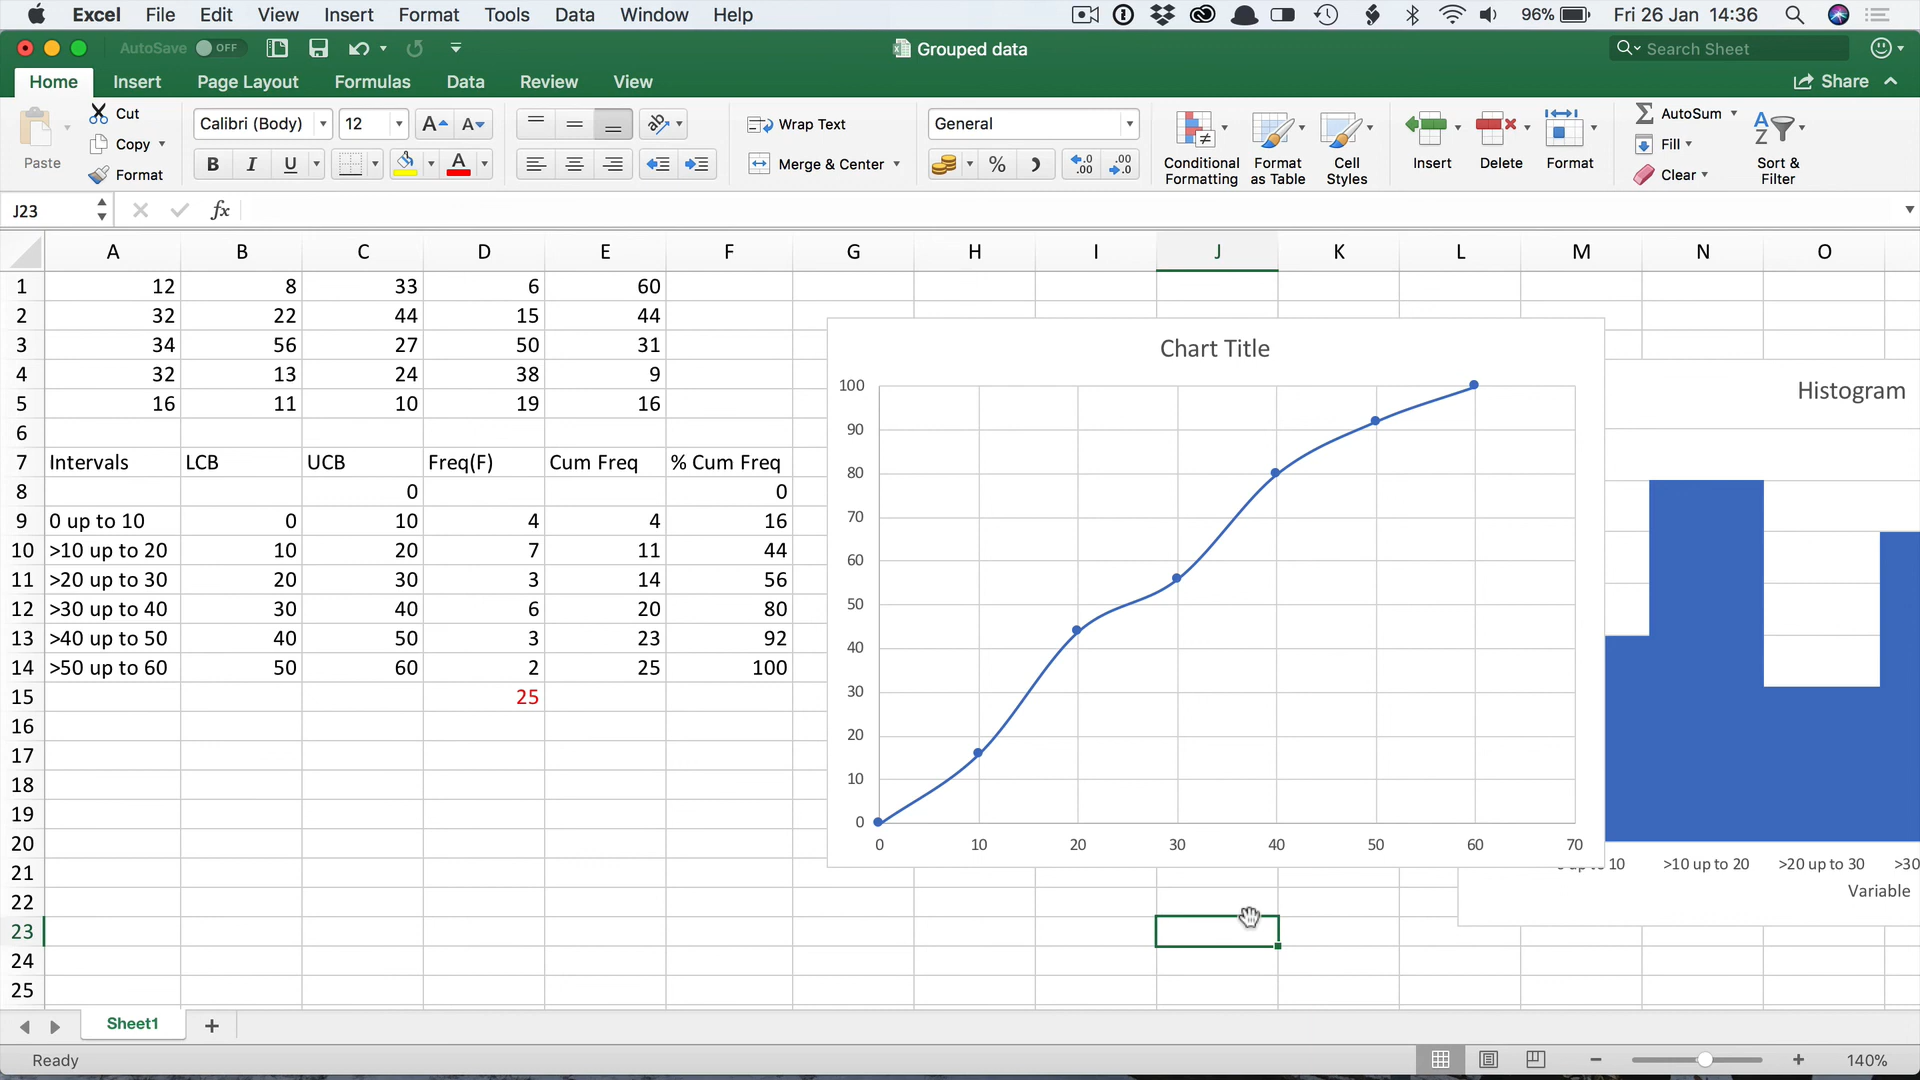 Excel File Edit View Insert Format Tools Data Window Help 96% Fri 26 Jan 14:36
AutoSave OFF Grouped data Search Sheet
Home Insert Page Layout Formulas Data Review View Share
Paste Cut Copy Format
Calibri (Body) 12 A A
B I U A
Wrap Text
Merge & Center
General
% .0 .00 .00 .0
Conditional Formatting
Format as Table
Cell Styles
Insert Delete Format
AutoSum
Fill
Clear
Sort & Filter
J23 fx
A B C D E F G H I J K L M N O
1 12 8 33 6 60
2 32 22 44 15 44
3 34 56 27 50 31
4 32 13 24 38 9
5 16 11 10 19 16
6
7 Intervals LCB UCB Freq(F) Cum Freq % Cum Freq
8 0 0
9 0 up to 10 0 10 4 4 16
10 >10 up to 20 10 20 7 11 44
11 >20 up to 30 20 30 3 14 56
12 >30 up to 40 30 40 6 20 80
13 >40 up to 50 40 50 3 23 92
14 >50 up to 60 50 60 2 25 100
15 25
16
17
18
19
20
21
22
23
24
25
Chart Title
100
90
80
70
60
50
40
30
20
10
0
0 10 20 30 40 50 60 70
Histogram
10 >10 up to 20 >20 up to 30 >30
Variable
Sheet1 +
Ready 140%